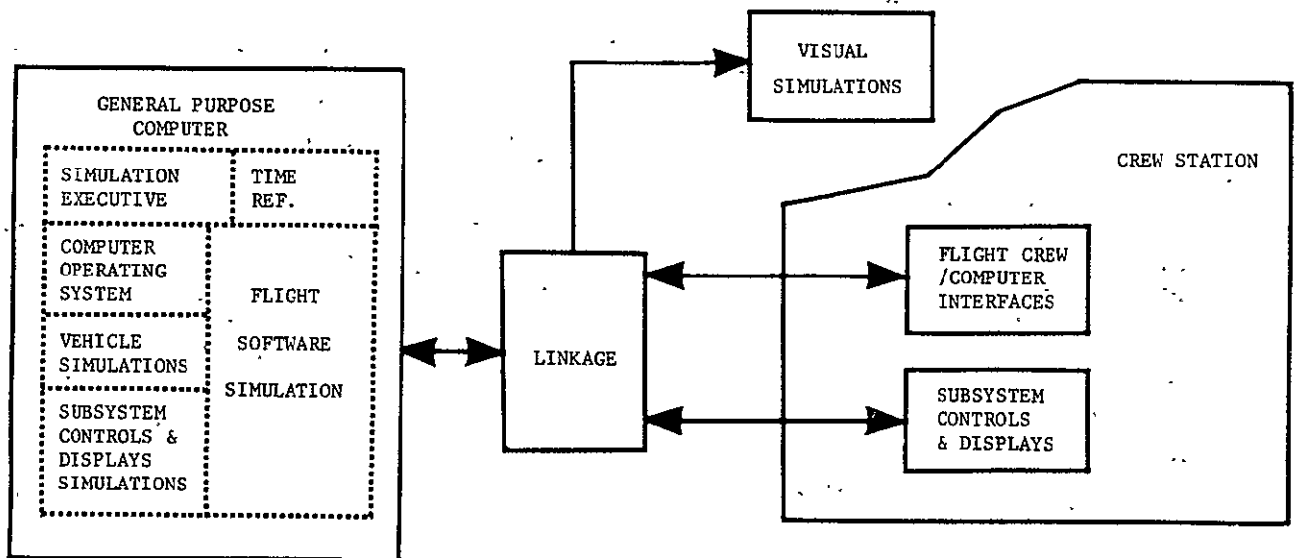 VISUAL
SIMULATIONS
GENERAL PURPOSE
COMPUTER
SIMULATION
EXECUTIVE
TIME
REF.
COMPUTER
OPERATING
SYSTEM
FLIGHT
SOFTWARE
SIMULATION
VEHICLE
SIMULATIONS
SUBSYSTEM
CONTROLS &
DISPLAYS
SIMULATIONS
LINKAGE
CREW STATION
FLIGHT CREW
/COMPUTER
INTERFACES
SUBSYSTEM
CONTROLS
& DISPLAYS